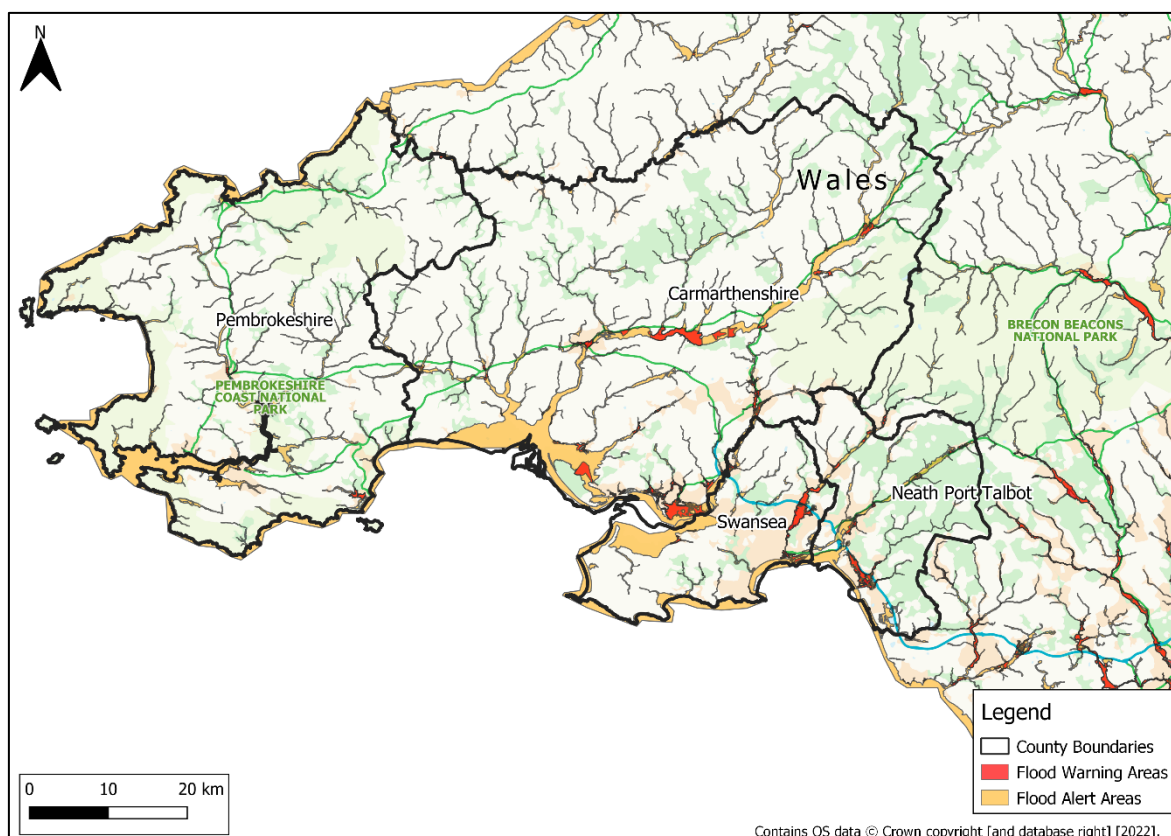 N
Wales
Carmarthenshire
Pembrokeshire
BRECON BEACONS
NATIONAL PARK
PEMBROKESHIRE
COAST NATIONAL
PARK
Neath Port Talbot
Swansea
Legend
County Boundaries
Flood Warning Areas
Flood Alert Areas
0 10 20 km
Contains OS data © Crown copyright [and database right] [2022].